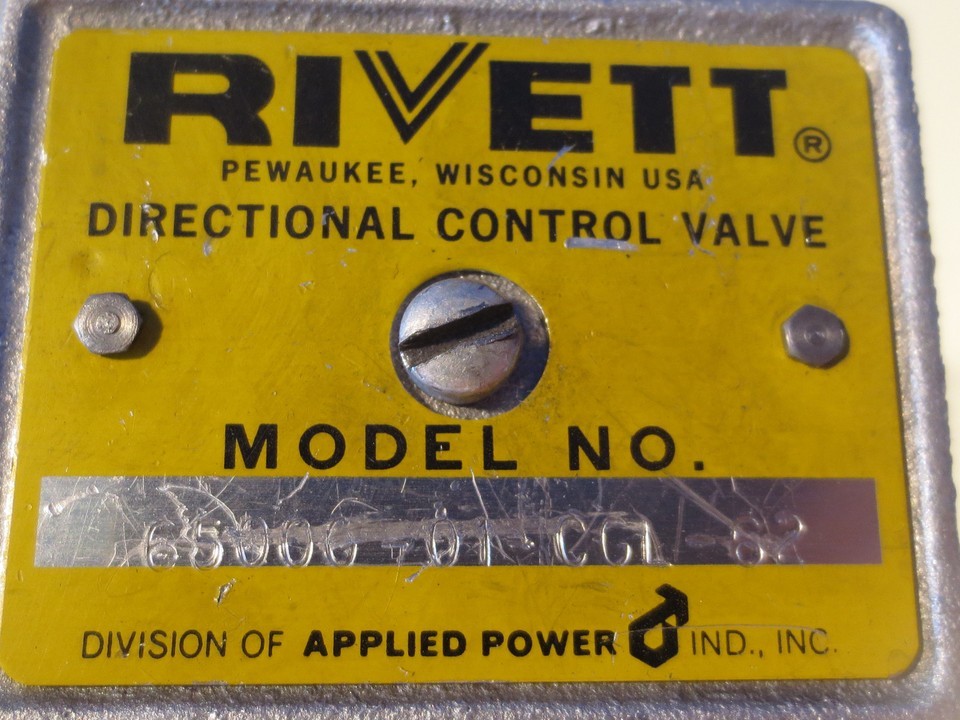 RIVETT®
PEWAUKEE, WISCONSIN USA
DIRECTIONAL CONTROL VALVE
MODEL NO.
DIVISION OF APPLIED POWER IND., INC.